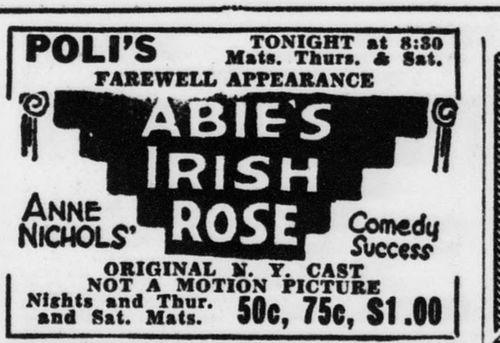 POLI'S
TONIGHT at 8:30
Mats. Thurs. & Sat.
FAREWELL APPEARANCE
ABIE'S
IRISH
ROSE
ANNE
NICHOLS'
Comedy
Success
ORIGINAL N. Y. CAST
NOT A MOTION PICTURE
Nights and Thur.
and Sat. Mats.
50c, 75c, $1.00